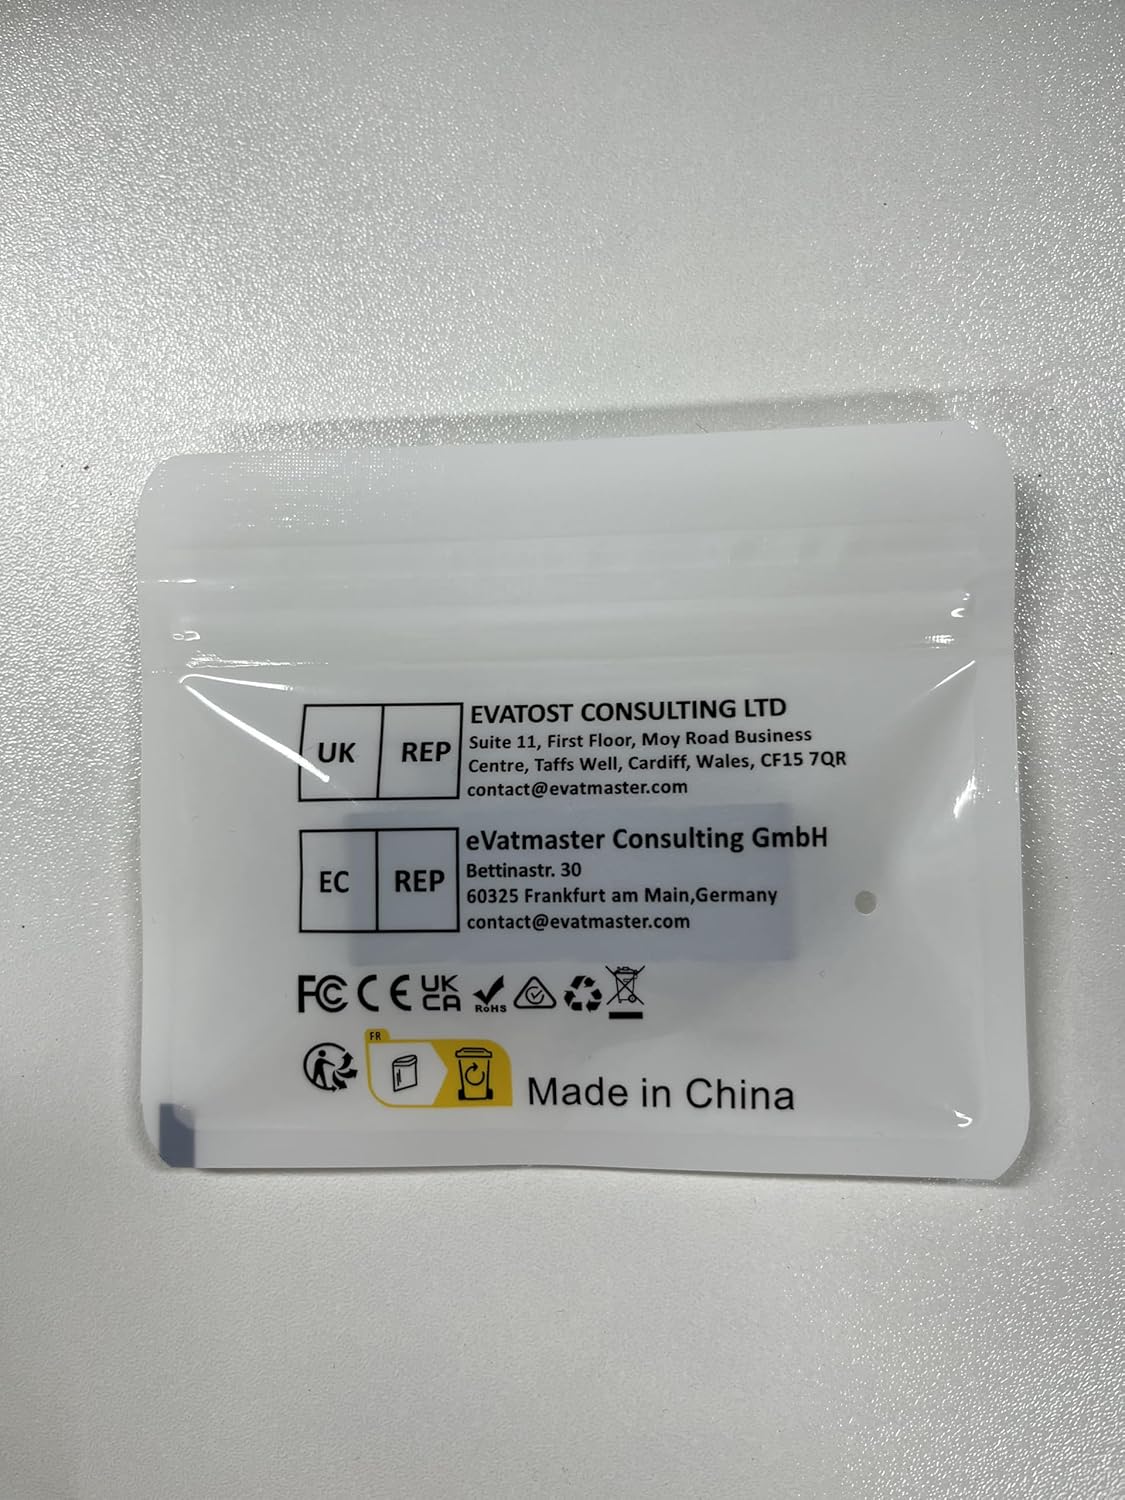 UK REP
EVATOST CONSULTING LTD
Suite 11, First Floor, Moy Road Business
Centre, Taffs Well, Cardiff, Wales, CF15 7QR
contact@evatmaster.com
EC REP
eVatmaster Consulting GmbH
Bettinastr. 30
60325 Frankfurt am Main,Germany
contact@evatmaster.com
FC CE UK CA RoHS
FR
Made in China